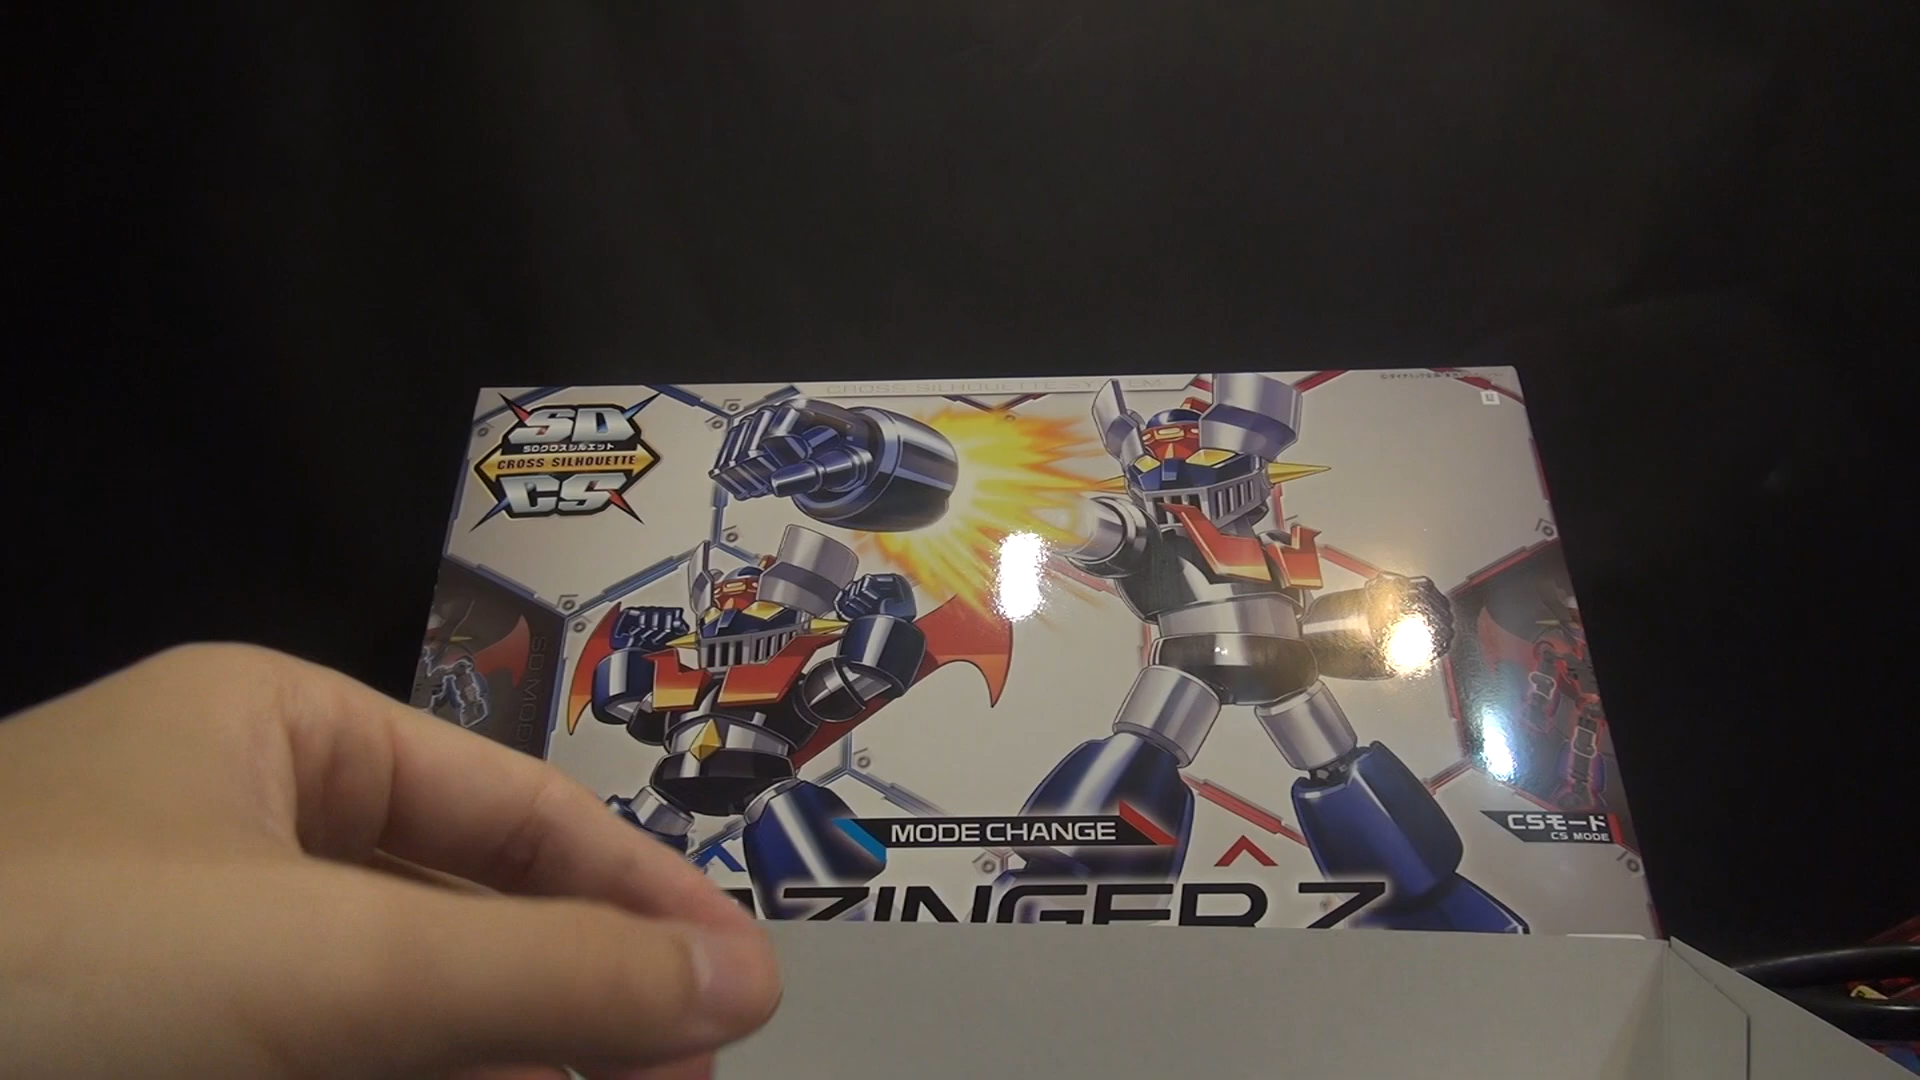 CROSS SILHOUETTE SYSTEM
SD
SDクロスシルエット
CROSS SILHOUETTE
CS
MODE CHANGE
CSモード
CS MODE
AZINGER Z